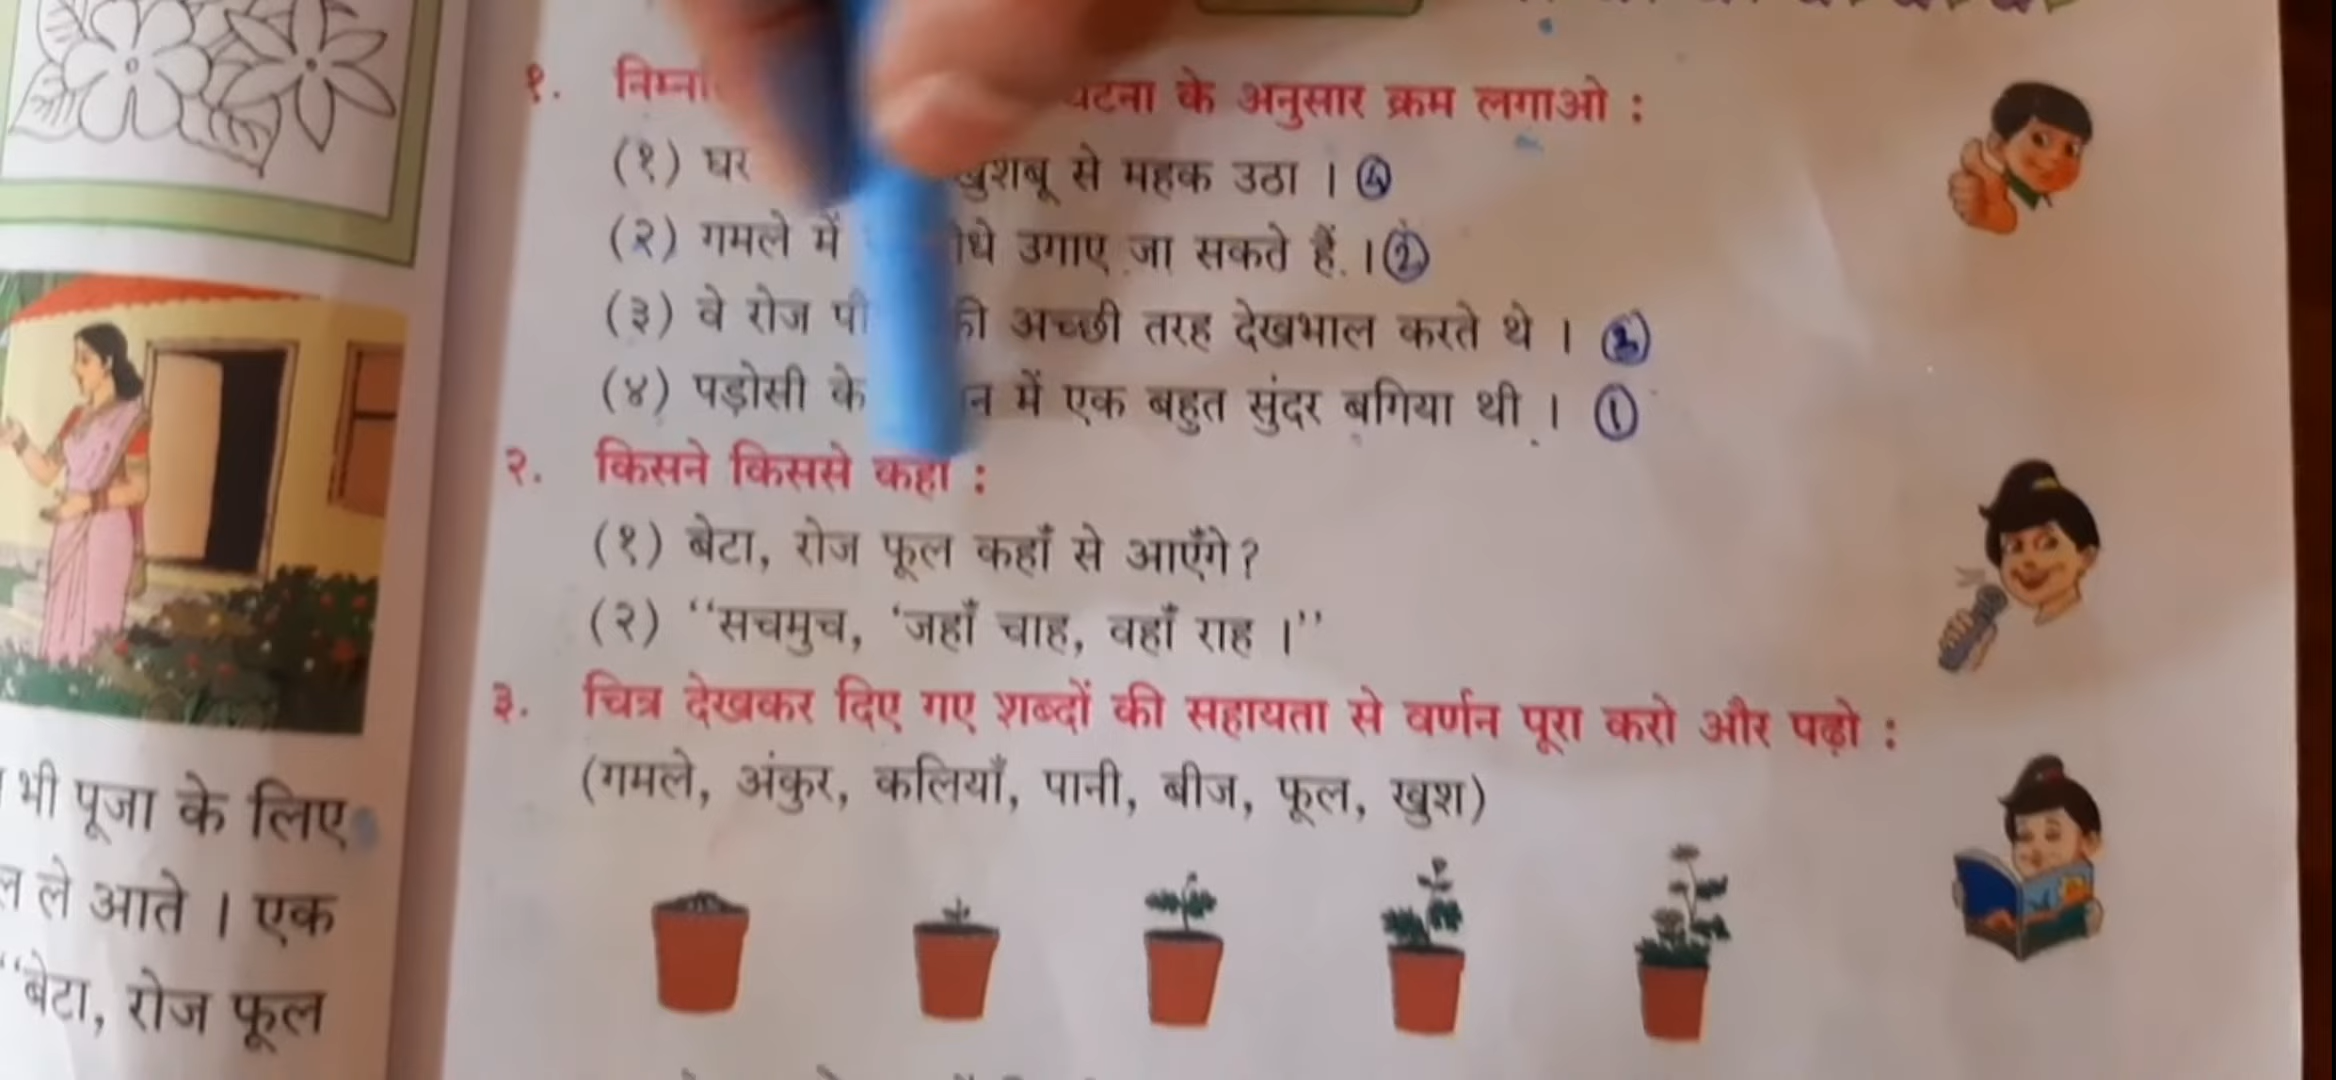 भी पूजा के लिए
ले आते । एक
“बेटा, रोज फूल
१. के अनुसार क्रम लगाओ :
(१) घर खुशबू से महक उठा । ④
(२) गमले में उगाए जा सकते हैं । ②
(३) वे रोज की अच्छी तरह देखभाल करते थे ।
(४) पड़ोसी के में एक बहुत सुंदर बगिया थी । ①
२. किसने किससे कहा :
(१) बेटा, रोज फूल कहाँ से आएँगे?
(२) “सचमुच, ‘जहाँ चाह, वहाँ राह ।”
३. चित्र देखकर दिए गए शब्दों की सहायता से वर्णन पूरा करो और पढ़ो :
(गमले, अंकुर, कलियाँ, पानी, बीज, फूल, खुश)